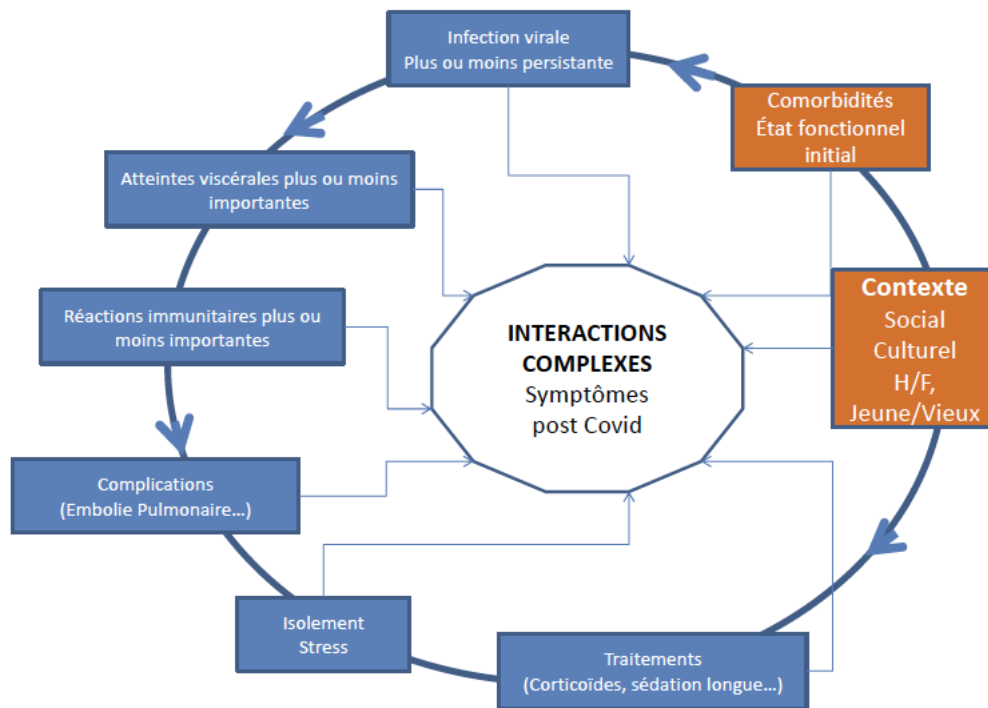 Infection virale
Plus ou moins persistante
Comorbidités
État fonctionnel
initial
Atteintes viscérales plus ou moins
importantes
Contexte
Social
Culturel
H/F,
Jeune/Vieux
Réactions immunitaires plus ou
moins importantes
INTERACTIONS
COMPLEXES
Symptômes
post Covid
Complications
(Embolie Pulmonaire…)
Isolement
Stress
Traitements
(Corticoïdes, sédation longue…)